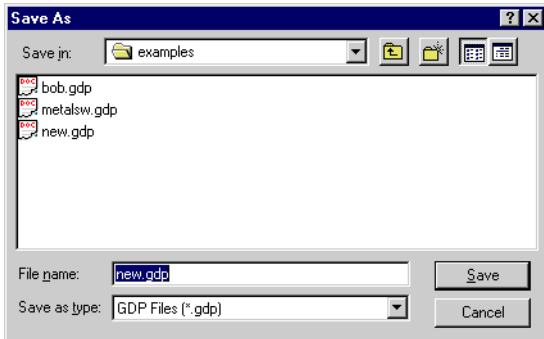 Save As
Save in: examples
bob.gdp
metalsw.gdp
new.gdp
File name: new.gdp Save
Save as type: GDP Files (*.gdp) Cancel